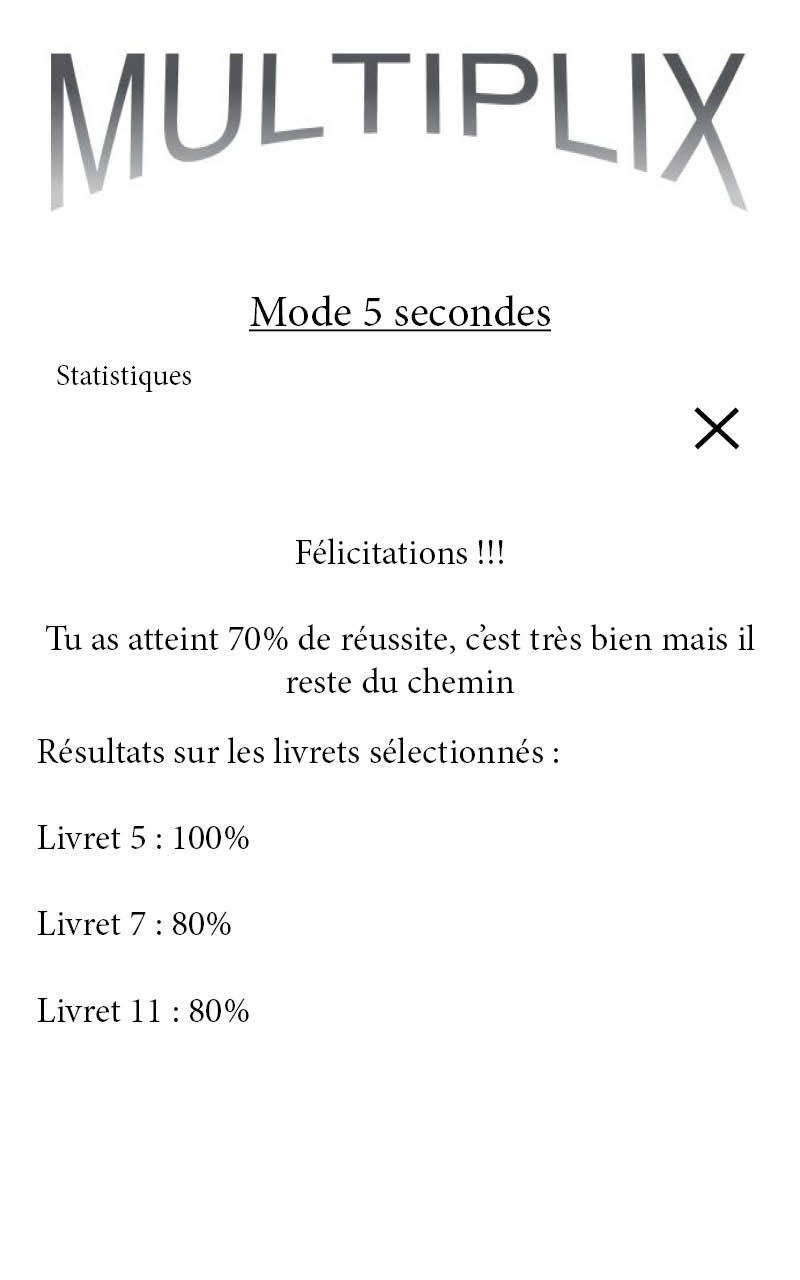 MULTIPLIX
Mode 5 secondes
Statistiques
Félicitations !!!
Tu as atteint 70% de réussite, c’est très bien mais il
reste du chemin
Résultats sur les livrets sélectionnés :
Livret 5 : 100%
Livret 7 : 80%
Livret 11 : 80%